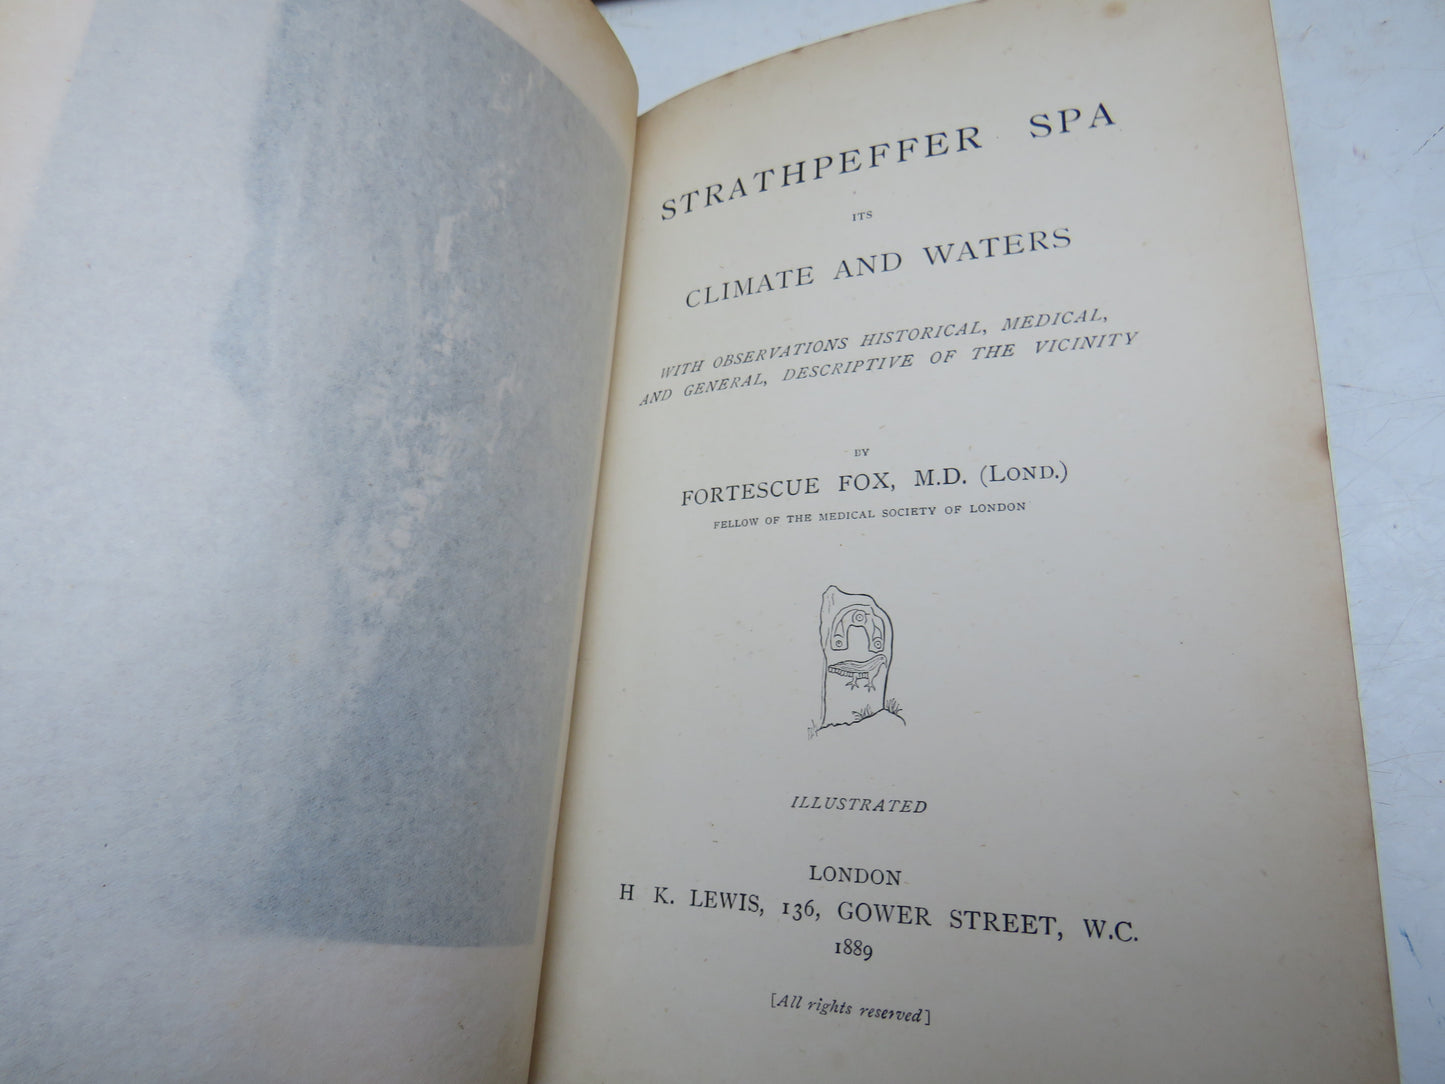 STRATHPEFFER SPA
ITS
CLIMATE AND WATERS
WITH OBSERVATIONS HISTORICAL, MEDICAL,
AND GENERAL, DESCRIPTIVE OF THE VICINITY
BY
FORTESCUE FOX, M.D. (LOND.)
FELLOW OF THE MEDICAL SOCIETY OF LONDON
ILLUSTRATED
LONDON
H K. LEWIS, 136, GOWER STREET, W.C.
1889
[All rights reserved]